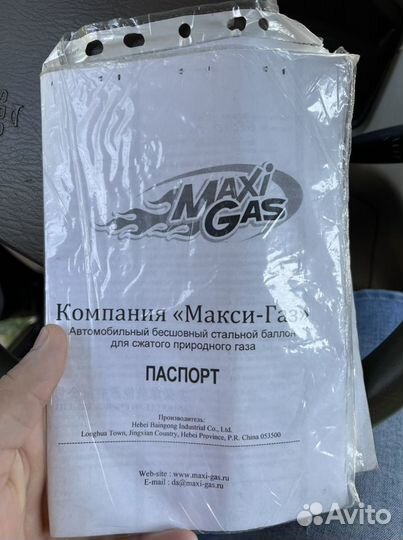 MAXI
GAS
Компания «Макси-Газ»
Автомобильный бесшовный стальной баллон
для сжатого природного газа
ПАСПОРТ
Производитель:
Hebei Baingong Industrial Co., Ltd.
Longhua Town, Jingxian Country, Hebei Province, P.R. China 053500
Web-site : www.maxi-gas.ru
E-mail : da@maxi-gas.ru
Avito